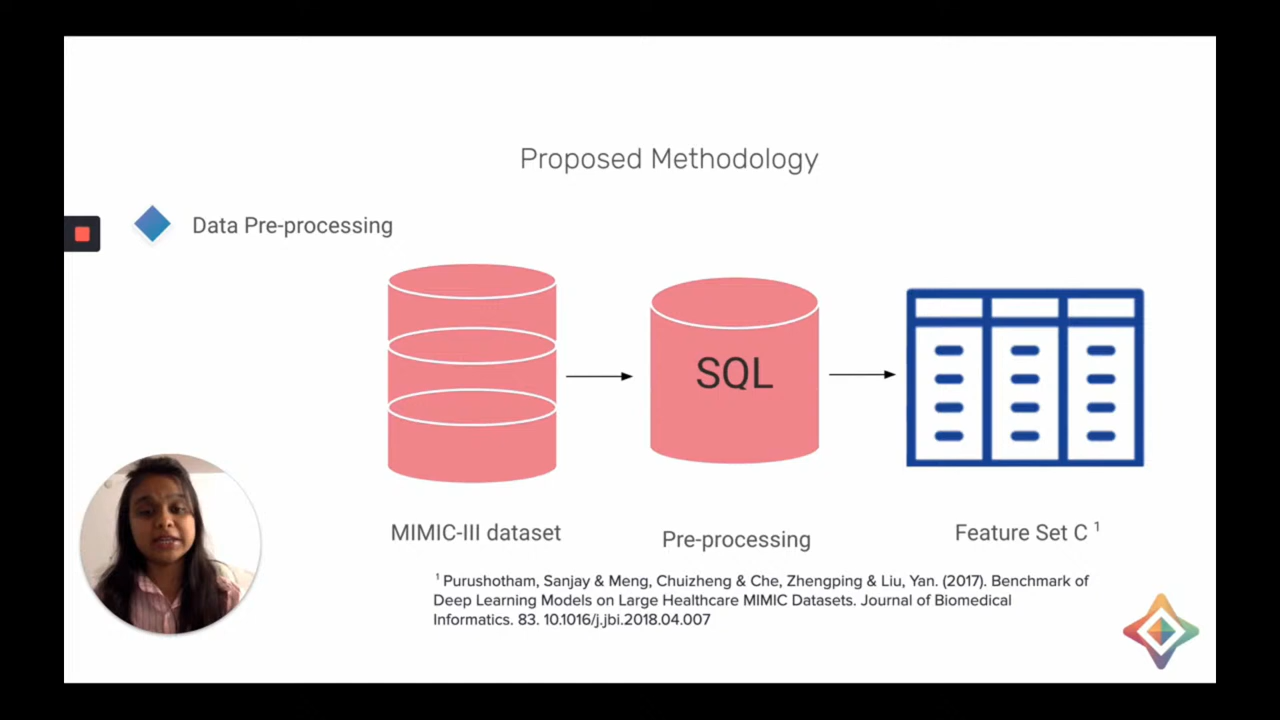 Proposed Methodology
Data Pre-processing
SQL
MIMIC-III dataset
Pre-processing
Feature Set C 1
1 Purushotham, Sanjay & Meng, Chuizheng & Che, Zhengping & Liu, Yan. (2017). Benchmark of
Deep Learning Models on Large Healthcare MIMIC Datasets. Journal of Biomedical
Informatics. 83. 10.1016/j.jbi.2018.04.007